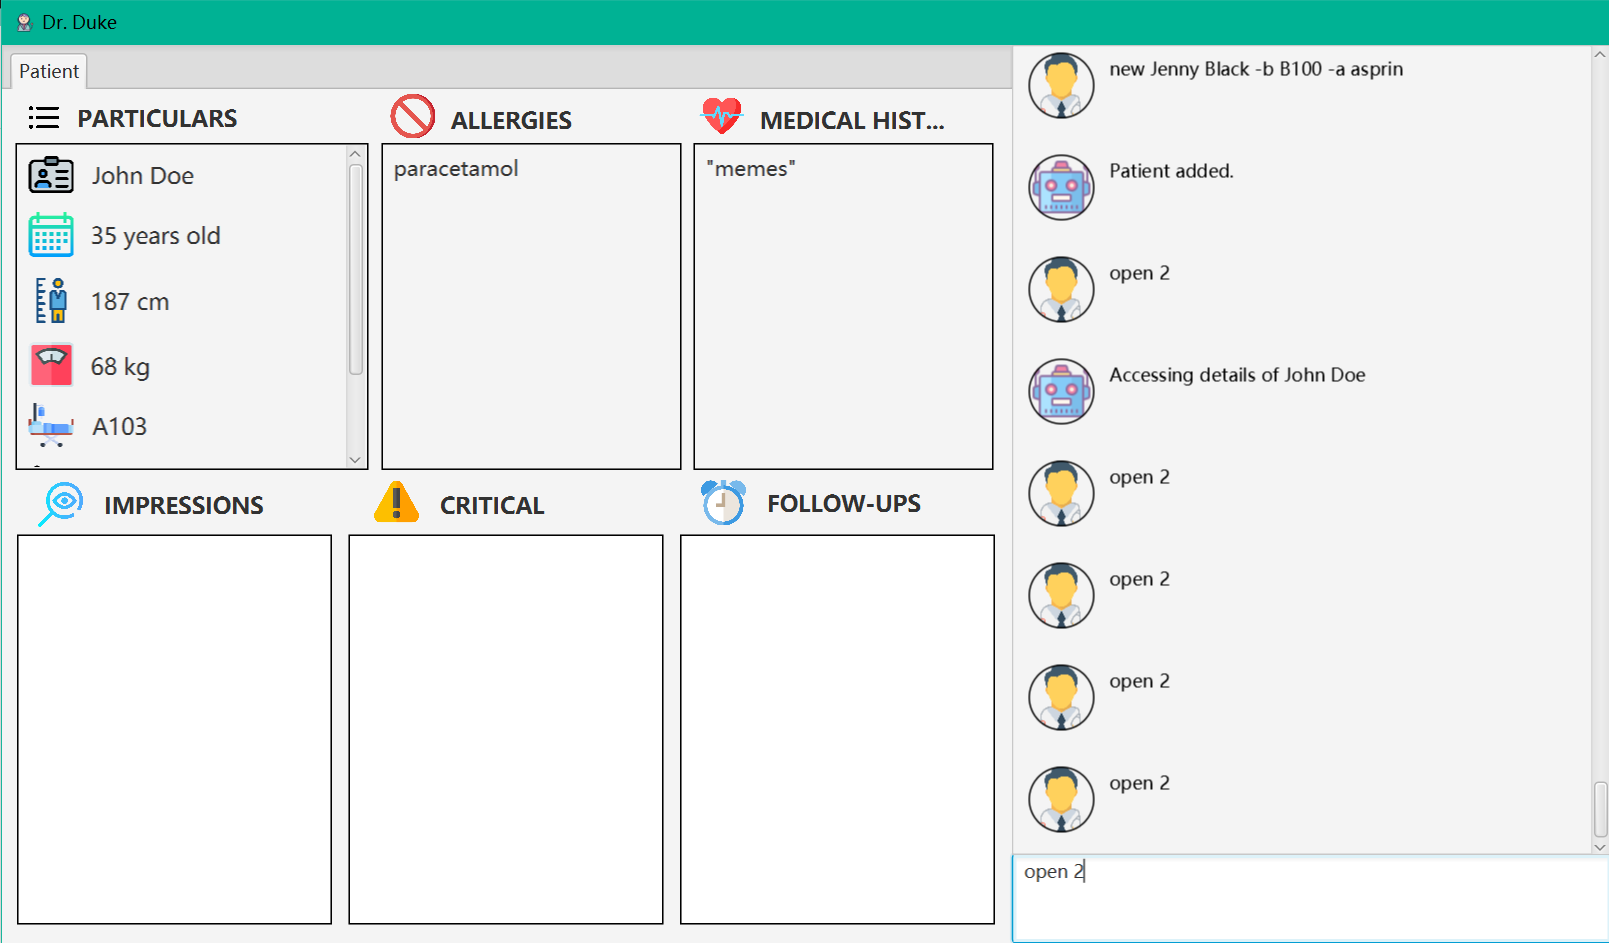 Dr. Duke
Patient
PARTICULARS
John Doe
35 years old
187 cm
68 kg
A103
ALLERGIES
paracetamol
MEDICAL HIST...
"memes"
IMPRESSIONS
CRITICAL
FOLLOW-UPS
new Jenny Black -b B100 -a asprin
Patient added.
open 2
Accessing details of John Doe
open 2
open 2
open 2
open 2
open 2